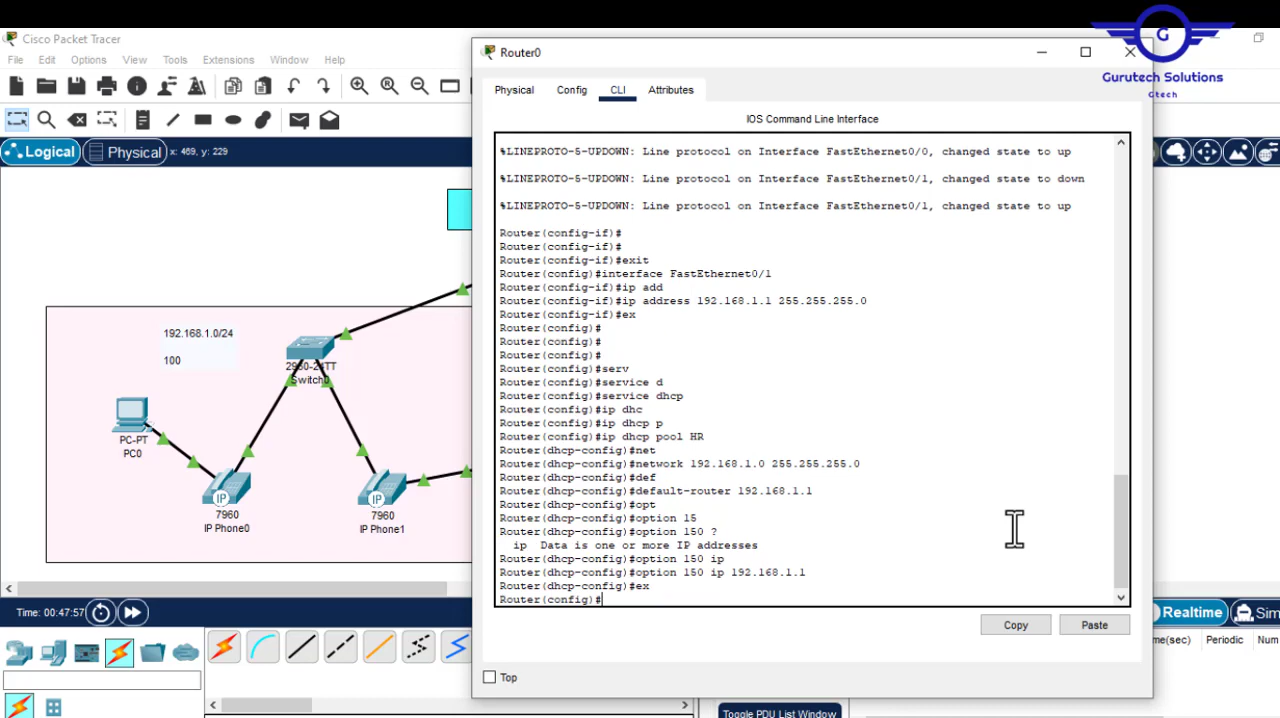 Cisco Packet Tracer
File Edit Options View Tools Extensions Window Help
Logical Physical x: 469, y: 229
192.168.1.0/24
100
2960-24TT
Switch0
PC-PT
PC0
7960
IP Phone0
7960
IP Phone1
IP
IP
Time: 00:47:57
Router0
Physical Config CLI Attributes
IOS Command Line Interface
%LINEPROTO-5-UPDOWN: Line protocol on Interface FastEthernet0/0, changed state to up
%LINEPROTO-5-UPDOWN: Line protocol on Interface FastEthernet0/1, changed state to down
%LINEPROTO-5-UPDOWN: Line protocol on Interface FastEthernet0/1, changed state to up
Router(config-if)#
Router(config-if)#
Router(config-if)#exit
Router(config)#interface FastEthernet0/1
Router(config-if)#ip add
Router(config-if)#ip address 192.168.1.1 255.255.255.0
Router(config-if)#ex
Router(config)#
Router(config)#
Router(config)#
Router(config)#serv
Router(config)#service d
Router(config)#service dhcp
Router(config)#ip dhc
Router(config)#ip dhcp p
Router(config)#ip dhcp pool HR
Router(dhcp-config)#net
Router(dhcp-config)#network 192.168.1.0 255.255.255.0
Router(dhcp-config)#def
Router(dhcp-config)#default-router 192.168.1.1
Router(dhcp-config)#opt
Router(dhcp-config)#option 15
Router(dhcp-config)#option 150 ?
ip Data is one or more IP addresses
Router(dhcp-config)#option 150 ip
Router(dhcp-config)#option 150 ip 192.168.1.1
Router(dhcp-config)#ex
Router(config)#
Copy Paste
Top
G
Gurutech Solutions
Gtech
Realtime Sim
me(sec) Periodic Num
Toggle PDU List Window